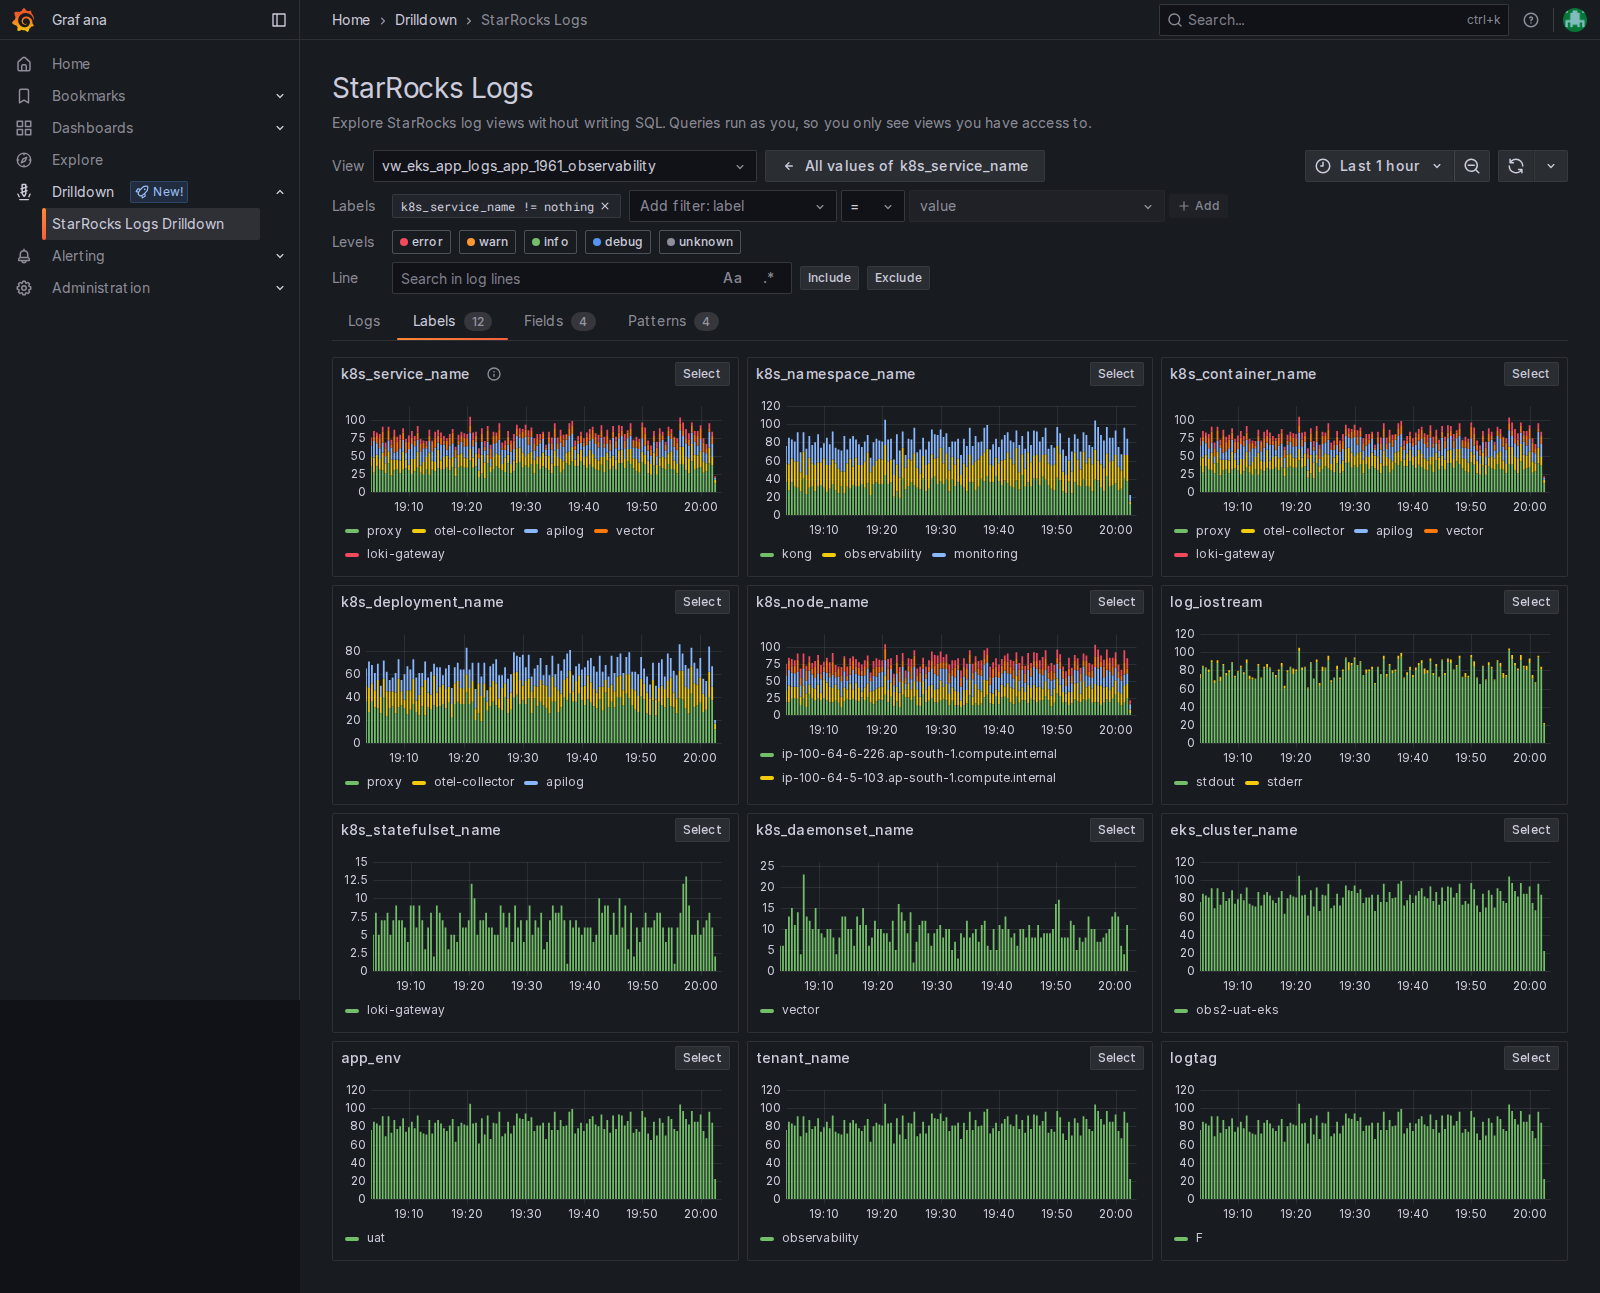 Grafana
Home › Drilldown › StarRocks Logs
Search... ctrl+k
Home
Bookmarks
Dashboards
Explore
Drilldown New!
StarRocks Logs Drilldown
Alerting
Administration
StarRocks Logs
Explore StarRocks log views without writing SQL. Queries run as you, so you only see views you have access to.
View vw_eks_app_logs_app_1961_observability All values of k8s_service_name Last 1 hour
Labels k8s_service_name != nothing × Add filter: label = value + Add
Levels error warn info debug unknown
Line Search in log lines Aa .* Include Exclude
Logs Labels 12 Fields 4 Patterns 4
k8s_service_name Select
100
75
50
25
0
19:10 19:20 19:30 19:40 19:50 20:00
proxy otel-collector apilog vector
loki-gateway
k8s_namespace_name Select
120
100
80
60
40
20
0
19:10 19:20 19:30 19:40 19:50 20:00
kong observability monitoring
k8s_container_name Select
100
75
50
25
0
19:10 19:20 19:30 19:40 19:50 20:00
proxy otel-collector apilog vector
loki-gateway
k8s_deployment_name Select
80
60
40
20
0
19:10 19:20 19:30 19:40 19:50 20:00
proxy otel-collector apilog
k8s_node_name Select
100
75
50
25
0
19:10 19:20 19:30 19:40 19:50 20:00
ip-100-64-6-226.ap-south-1.compute.internal
ip-100-64-5-103.ap-south-1.compute.internal
log_iostream Select
120
100
80
60
40
20
0
19:10 19:20 19:30 19:40 19:50 20:00
stdout stderr
k8s_statefulset_name Select
15
12.5
10
7.5
5
2.5
0
19:10 19:20 19:30 19:40 19:50 20:00
loki-gateway
k8s_daemonset_name Select
25
20
15
10
5
0
19:10 19:20 19:30 19:40 19:50 20:00
vector
eks_cluster_name Select
120
100
80
60
40
20
0
19:10 19:20 19:30 19:40 19:50 20:00
obs2-uat-eks
app_env Select
120
100
80
60
40
20
0
19:10 19:20 19:30 19:40 19:50 20:00
uat
tenant_name Select
120
100
80
60
40
20
0
19:10 19:20 19:30 19:40 19:50 20:00
observability
logtag Select
120
100
80
60
40
20
0
19:10 19:20 19:30 19:40 19:50 20:00
F